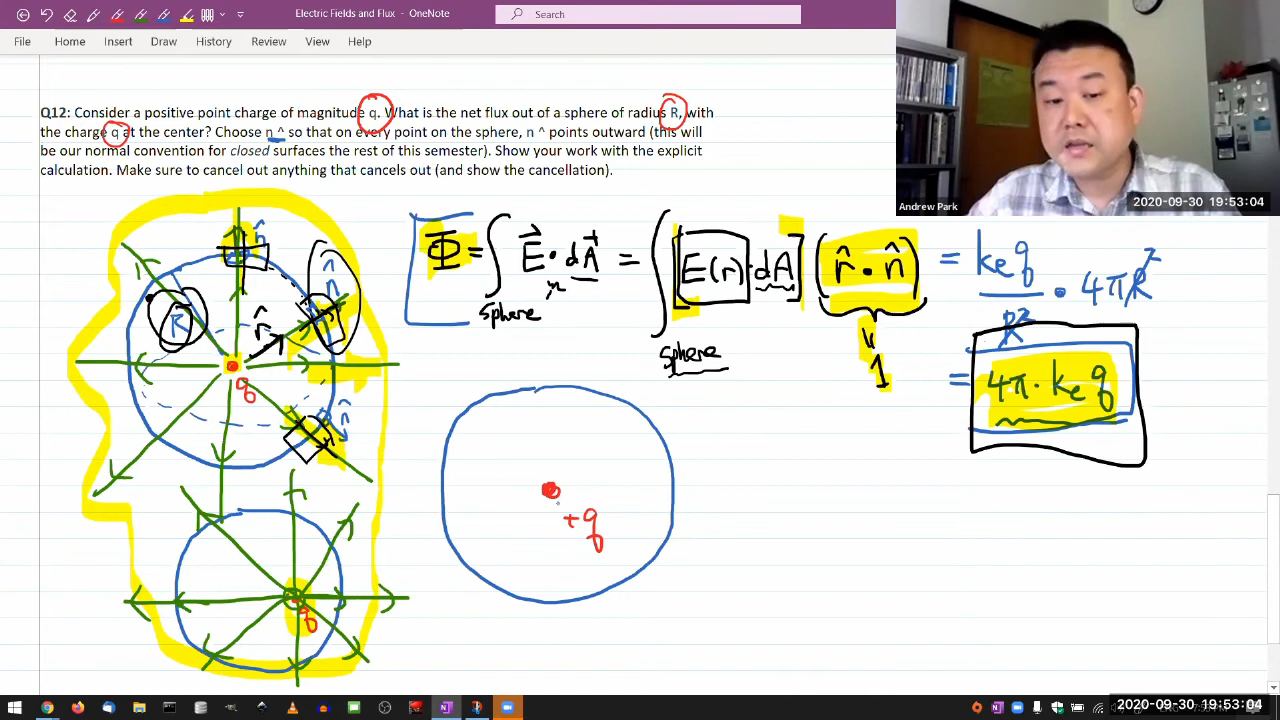 Electric Fields and Flux - OneNote
Search
File Home Insert Draw History Review View Help
Q12: Consider a positive point charge of magnitude q. What is the net flux out of a sphere of radius R, with
the charge q at the center? Choose n ^ so that on every point on the sphere, n ^ points outward (this will
be our normal convention for closed surfaces the rest of this semester). Show your work with the explicit
calculation. Make sure to cancel out anything that cancels out (and show the cancellation).
Andrew Park
2020-09-30 19:53:04
Φ = ∫ E⃗ · dA⃗ = ∫ [E(r) · dA] (r̂ · n̂) = keq / R² · 4πR²
sphere
sphere
1
= 4π · keq
n̂
n̂
R
r̂
q
n̂
+q
q
2020-09-30 19:53:04